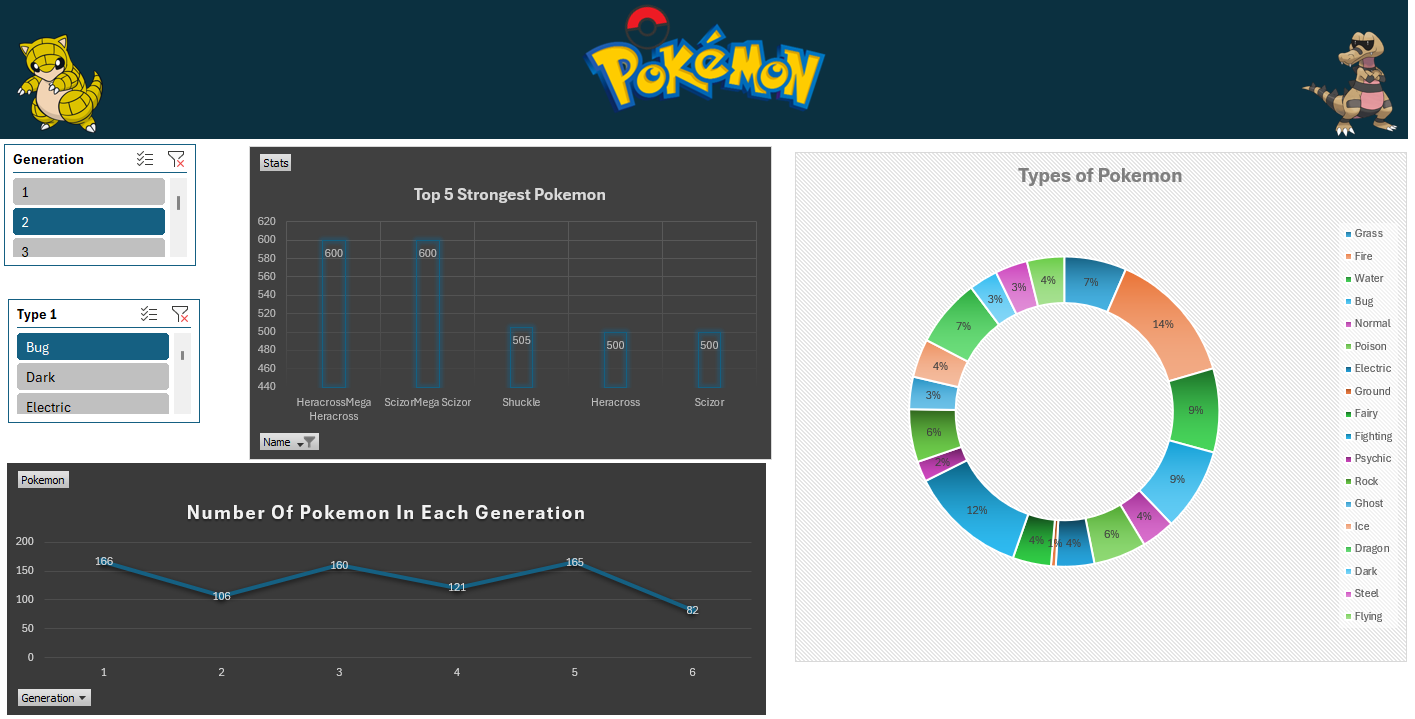 POKéMON
Generation
1
2
3
Type 1
Bug
Dark
Electric
Stats
Top 5 Strongest Pokemon
620
600
580
560
540
520
500
480
460
440
600
600
505
500
500
HeracrossMega
Heracross
ScizorMega Scizor
Shuckle
Heracross
Scizor
Name
Pokemon
Number Of Pokemon In Each Generation
200
150
100
50
0
166
106
160
121
165
82
1
2
3
4
5
6
Generation
Types of Pokemon
7%
14%
9%
9%
4%
6%
4%
1%
4%
12%
2%
6%
3%
4%
7%
3%
3%
4%
Grass
Fire
Water
Bug
Normal
Poison
Electric
Ground
Fairy
Fighting
Psychic
Rock
Ghost
Ice
Dragon
Dark
Steel
Flying